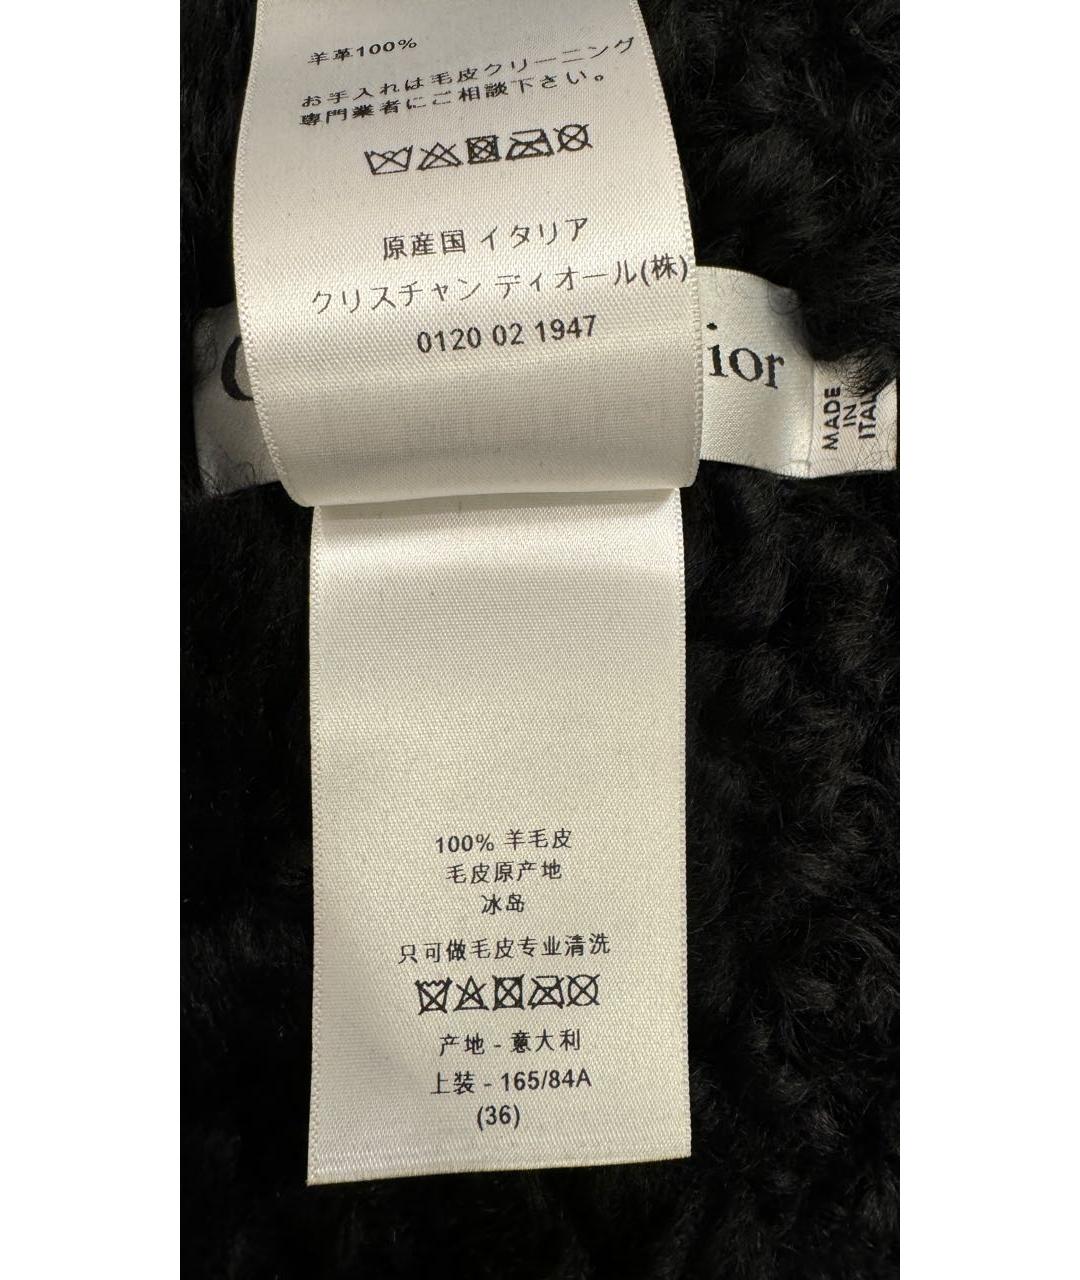 羊革100%
お手入れは毛皮クリーニング
専門業者にご相談下さい。
原産国 イタリア
クリスチャン ディオール(株)
0120 02 1947
ior
MADE
IN
ITAL
100% 羊毛皮
毛皮原产地
冰岛
只可做毛皮专业清洗
产地 - 意大利
上装 - 165/84A
(36)